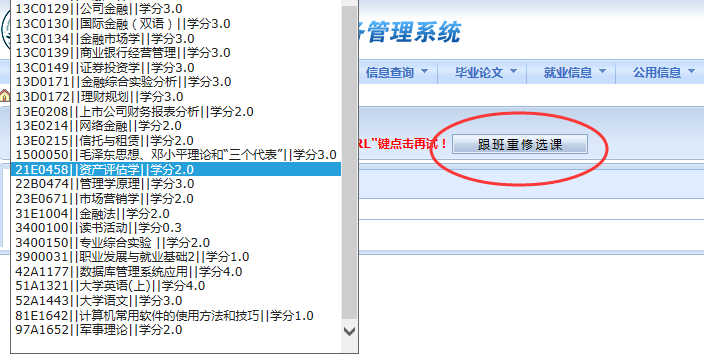 13C0129||公司金融||学分3.0
13C0130||国际金融（双语）||学分3.0
13C0134||金融市场学||学分3.0
13C0139||商业银行经营管理||学分3.0
13C0149||证券投资学||学分3.0
13D0171||金融综合实验分析||学分3.0
13D0172||理财规划||学分3.0
13E0208||上市公司财务报表分析||学分2.0
13E0214||网络金融||学分2.0
13E0215||信托与租赁||学分2.0
1500050||毛泽东思想、邓小平理论和“三个代表”||学分3.0
21E0458||资产评估学||学分2.0
22B0474||管理学原理||学分3.0
23E0671||市场营销学||学分2.0
31E1004||金融法||学分2.0
3400100||读书活动||学分0.3
3400150||专业综合实验 ||学分2.0
3900031||职业发展与就业基础2||学分1.0
42A1177||数据库管理系统应用||学分4.0
51A1321||大学英语(上)||学分4.0
52A1443||大学语文||学分3.0
81E1642||计算机常用软件的使用方法和技巧||学分1.0
97A1652||军事理论||学分2.0
管理系统
信息查询 毕业论文 就业信息 公用信息
RL"键点击再试！ 跟班重修选课